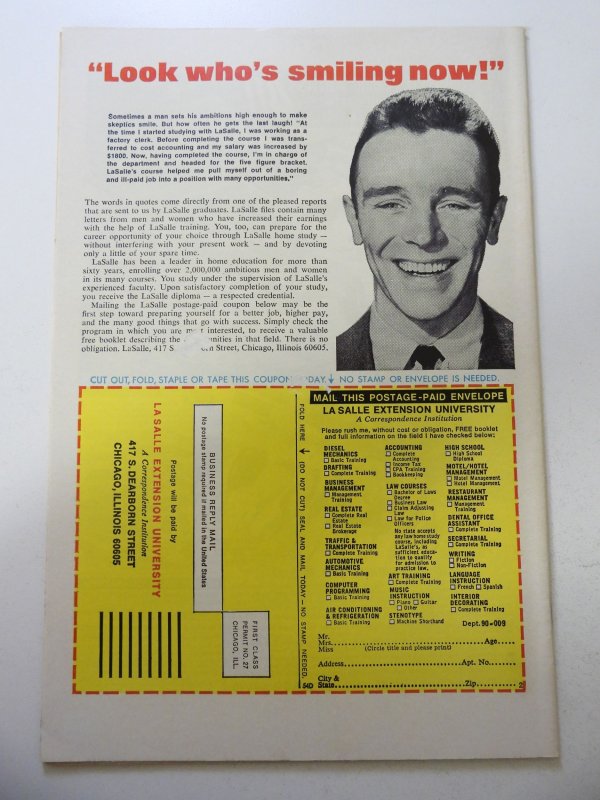 “Look who’s smiling now!”
Sometimes a man sets his ambitions high enough to make
skeptics smile. But how often he gets the last laugh! "At
the time I started studying with LaSalle, I was working as a
factory clerk. Before completing the course I was trans-
ferred to cost accounting and my salary was increased by
$1800. Now, having completed the course, I'm in charge of
the department and headed for the five figure bracket.
LaSalle's course helped me pull myself out of a boring
and ill-paid job into a position with many opportunities."
The words in quotes come directly from one of the pleased reports
that are sent to us by LaSalle graduates. LaSalle files contain many
letters from men and women who have increased their earnings
with the help of LaSalle training. You, too, can prepare for the
career opportunity of your choice through LaSalle home study —
without interfering with your present work — and by devoting
only a little of your spare time.
LaSalle has been a leader in home education for more than
sixty years, enrolling over 2,000,000 ambitious men and women
in its many courses. You study under the supervision of LaSalle's
experienced faculty. Upon satisfactory completion of your study,
you receive the LaSalle diploma — a respected credential.
Mailing the LaSalle postage-paid coupon below may be the
first step toward preparing yourself for a better job, higher pay,
and the many good things that go with success. Simply check the
program in which you are interested, to receive a valuable
free booklet describing the nities in that field. There is no
obligation. LaSalle, 417 S rn Street, Chicago, Illinois 60605.
CUT OUT, FOLD, STAPLE OR TAPE THIS COUPON DAY. ↓ NO STAMP OR ENVELOPE IS NEEDED.
LA SALLE EXTENSION UNIVERSITY
A Correspondence Institution
417 S. DEARBORN STREET
CHICAGO, ILLINOIS 60605
Postage will be paid by
BUSINESS REPLY MAIL
No postage stamp required if mailed in the United States
FIRST CLASS
PERMIT NO. 27
CHICAGO, ILL.
FOLD HERE → (DO NOT CUT) SEAL AND MAIL TODAY — NO STAMP NEEDED.
MAIL THIS POSTAGE-PAID ENVELOPE
LA SALLE EXTENSION UNIVERSITY
A Correspondence Institution
Please rush me, without cost or obligation, FREE booklet
and full information on the field I have checked below:
DIESEL
MECHANICS
Basic Training
DRAFTING
Complete Training
BUSINESS
MANAGEMENT
Management
Training
REAL ESTATE
Complete Real
Estate
Real Estate
Brokerage
TRAFFIC &
TRANSPORTATION
Complete Training
AUTOMOTIVE
MECHANICS
Basic Training
COMPUTER
PROGRAMMING
Basic Training
AIR CONDITIONING
& REFRIGERATION
Basic Training
ACCOUNTING
Complete
Accounting
Income Tax
CPA Training
Bookkeeping
LAW COURSES
Bachelor of Laws
Degree
Business Law
Claim Adjusting
Law
Law for Police
Officers
No state accepts
any law home study
course, including
LaSalle's, as
sufficient educa-
tion to qualify
for admission to
practice law.
ART TRAINING
Complete Training
MUSIC
INSTRUCTION
Piano Guitar
Other
STENOTYPE
Machine Shorthand
HIGH SCHOOL
High School
Diploma
MOTEL/HOTEL
MANAGEMENT
Motel Management
Hotel Management
RESTAURANT
MANAGEMENT
Management
Training
DENTAL OFFICE
ASSISTANT
Complete Training
SECRETARIAL
Complete Training
WRITING
Fiction
Non-Fiction
LANGUAGE
INSTRUCTION
French Spanish
INTERIOR
DECORATING
Complete Training
Dept. 90-009
Mr.
Mrs. Age
Miss (Circle title and please print)
Address Apt. No.
City &
State Zip
54D